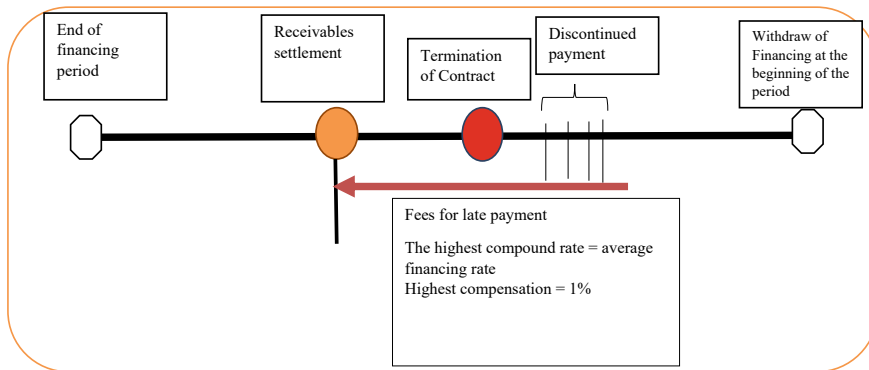 End of
financing
period
Receivables
settlement
Termination
of Contract
Discontinued
payment
Withdraw of
Financing at the
beginning of the
period
Fees for late payment
The highest compound rate = average
financing rate
Highest compensation = 1%